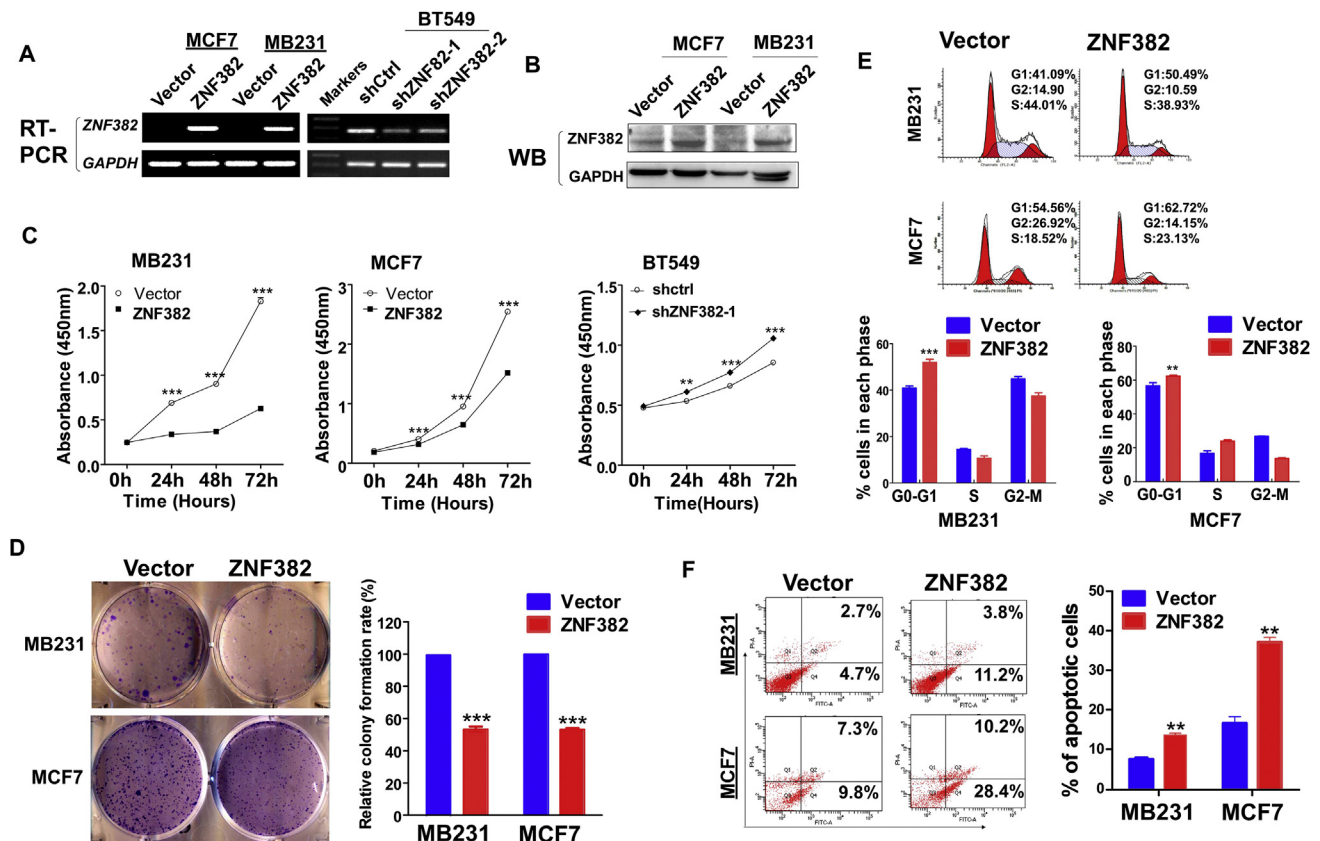 A
RT-
PCR
MCF7
MB231
BT549
Vector
ZNF382
Vector
ZNF382
Markers
shCtrl
shZNF82-1
shZNF382-2
ZNF382
GAPDH
B
WB
MCF7
MB231
Vector
ZNF382
Vector
ZNF382
ZNF382
GAPDH
C
MB231
Vector
ZNF382
Absorbance (450nm)
2.0
1.5
1.0
0.5
0.0
***
***
***
0h 24h 48h 72h
Time (Hours)
MCF7
Vector
ZNF382
Absorbance (450nm)
3
2
1
0
***
***
***
0h 24h 48h 72h
Time (Hours)
BT549
shctrl
shZNF382-1
Absorbance (450nm)
1.5
1.0
0.5
0.0
**
***
***
0h 24h 48h 72h
Time(Hours)
D
Vector ZNF382
MB231
MCF7
Relative colony formation rate(%)
Vector
ZNF382
120
100
80
60
40
20
0
***
***
MB231 MCF7
E
Vector ZNF382
MB231
G1:41.09%
G2:14.90
S:44.01%
G1:50.49%
G2:10.59
S:38.93%
MCF7
G1:54.56%
G2:26.92%
S:18.52%
G1:62.72%
G2:14.15%
S:23.13%
Vector
ZNF382
% cells in each phase
60
40
20
0
***
G0-G1 S G2-M
MB231
Vector
ZNF382
% cells in each phase
100
80
60
40
20
0
**
G0-G1 S G2-M
MCF7
F
Vector ZNF382
MB231
2.7%
4.7%
3.8%
11.2%
MCF7
7.3%
9.8%
10.2%
28.4%
PI-A
FITC-A
PI-A
FITC-A
PI-A
FITC-A
PI-A
FITC-A
Vector
ZNF382
% of apoptotic cells
50
40
30
20
10
0
**
**
MB231 MCF7